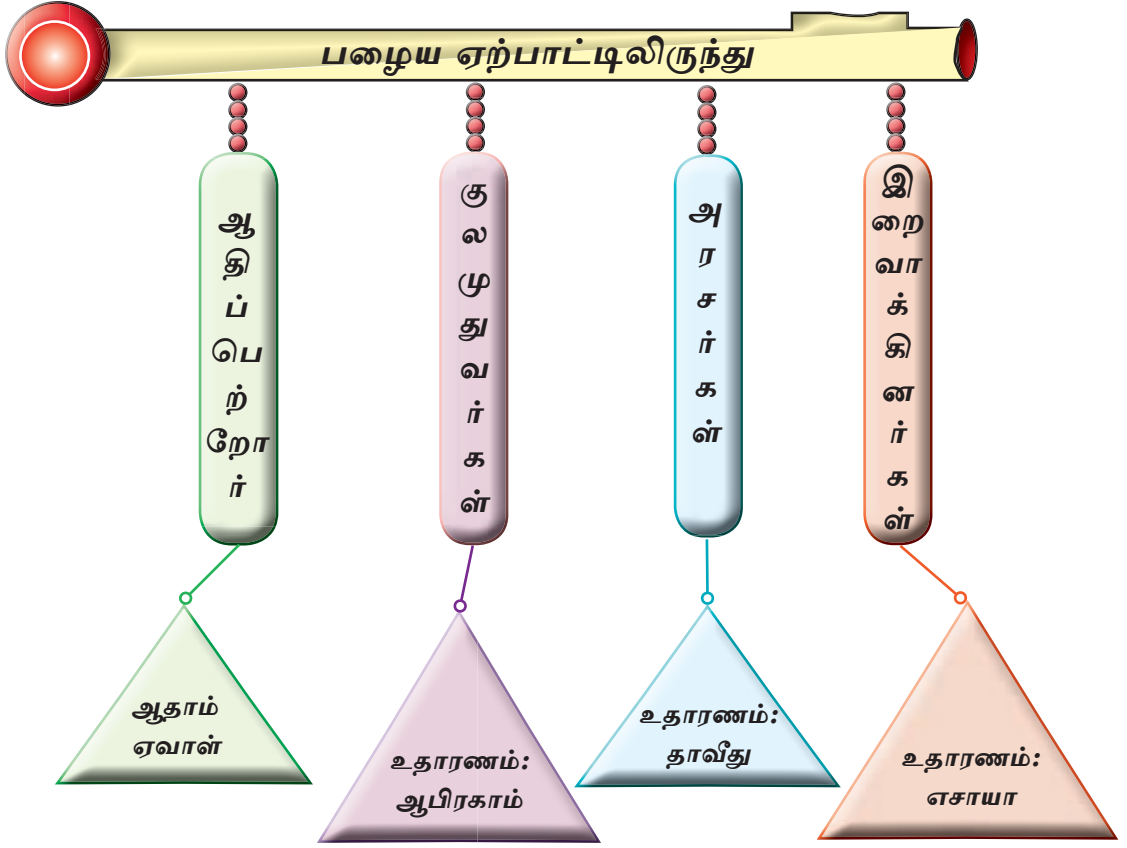 பழைய ஏற்பாட்டிலிருந்து
ஆ
தி
ப்
பெ
ற்
றோ
ர்
கு
ல
மு
து
வ
ர்
க
ள்
அ
ர
ச
ர்
க
ள்
இ
றை
வா
க்
கி
ன
ர்
க
ள்
ஆதாம்
ஏவாள்
உதாரணம்:
ஆபிரகாம்
உதாரணம்:
தாவீது
உதாரணம்:
எசாயா